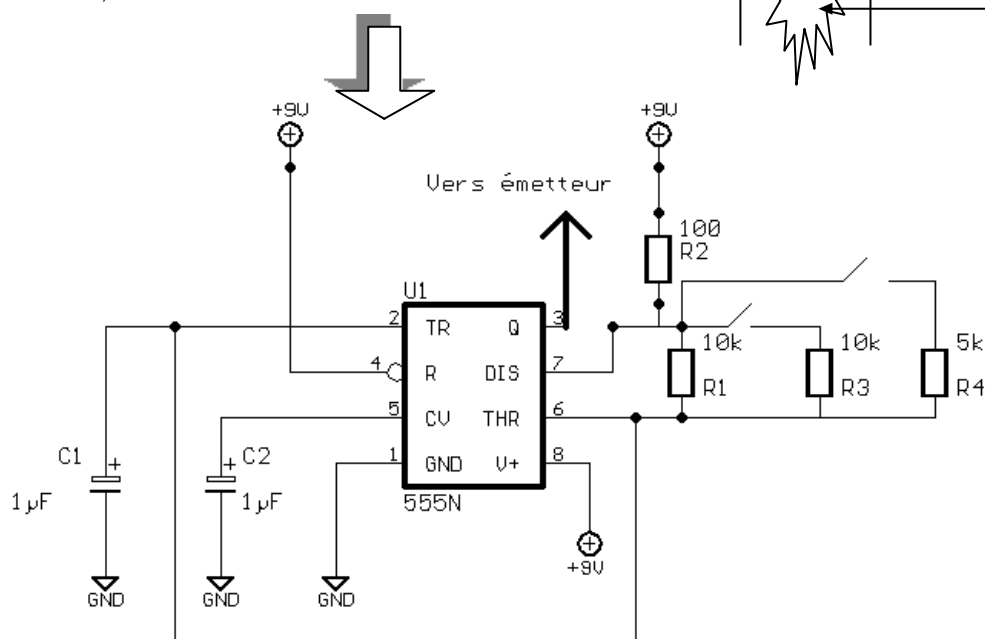 +9V
+9V
Vers émetteur
100
R2
U1
2
TR
Q
3
4
R
DIS
7
5
CV
THR
6
1
GND
V+
8
555N
10k
R1
10k
R3
5k
R4
C1
+
1µF
+
C2
1µF
+9V
GND
GND
GND